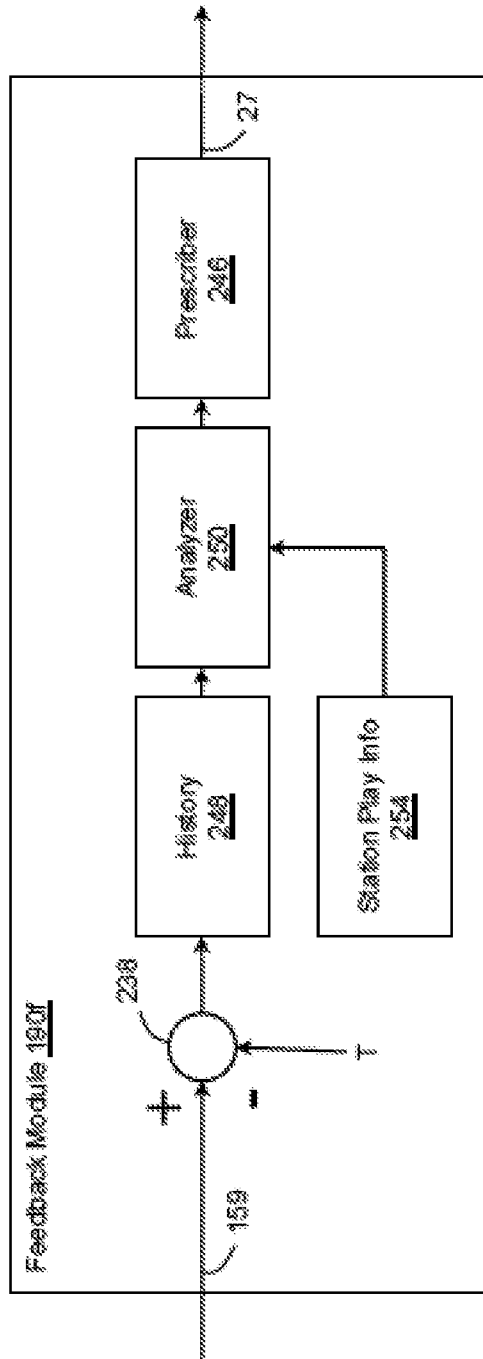 Feedback Module 190f
159
+
-
T
238
History
248
Station Play Info
254
Analyzer
250
Prescriber
246
27